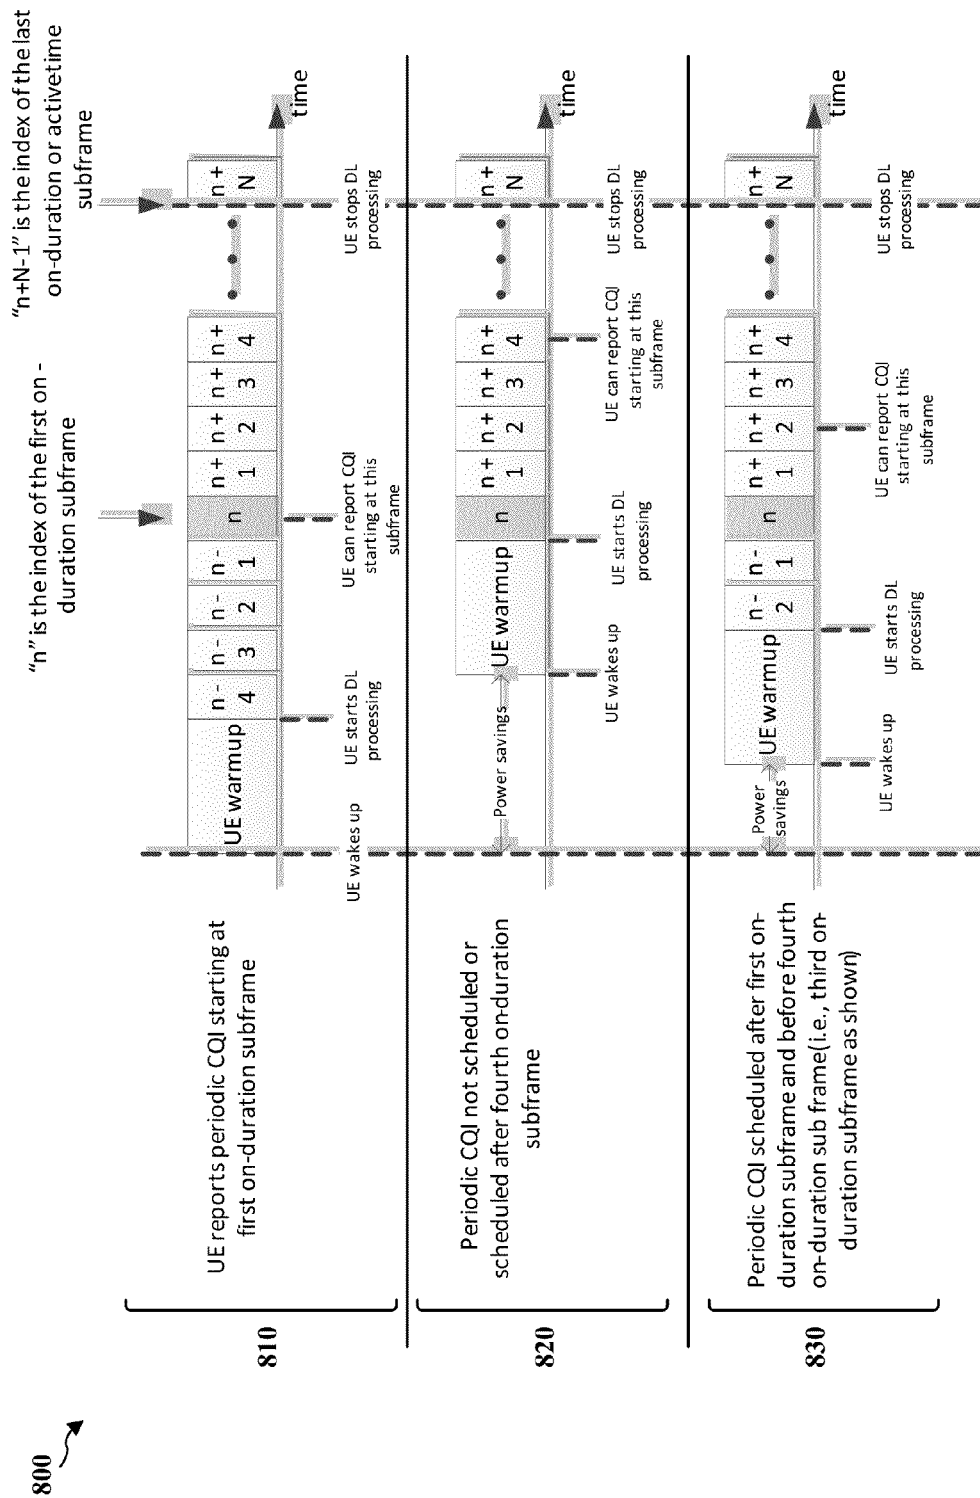 800
"n" is the index of the first on -
duration subframe
"n+N-1" is the index of the last
on-duration or activetime
subframe
810
UE reports periodic CQI starting at
first on-duration subframe
UE warmup
n -
4
n -
3
n -
2
n -
1
n
n +
1
n +
2
n +
3
n +
4
n +
N
time
UE wakes up
UE starts DL
processing
UE can report CQI
starting at this
subframe
UE stops DL
processing
820
Periodic CQI not scheduled or
scheduled after fourth on-duration
subframe
Power savings
UE warmup
n
n +
1
n +
2
n +
3
n +
4
n +
N
time
UE wakes up
UE starts DL
processing
UE can report CQI
starting at this
subframe
UE stops DL
processing
830
Periodic CQI scheduled after first on-
duration subframe and before fourth
on-duration sub frame(i.e., third on-
duration subframe as shown)
Power
savings
UE warmup
n -
2
n -
1
n
n +
1
n +
2
n +
3
n +
4
n +
N
time
UE wakes up
UE starts DL
processing
UE can report CQI
starting at this
subframe
UE stops DL
processing